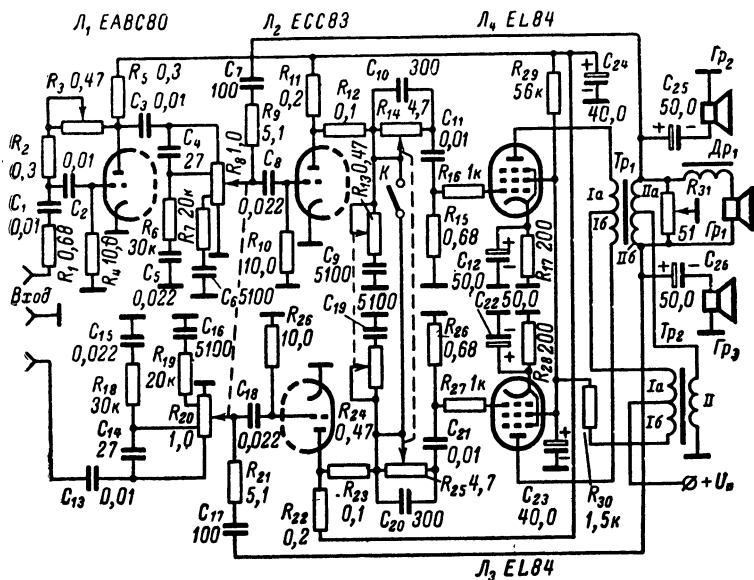 Л₁ EABC80
Л₂ ECC83
Л₄ EL84
R₃ 0,47
R₅ 0,3
C₃ 0,01
C₇
100
R₁₁
0,2
R₁₂
0,1
C₁₀
300
R₁₄ 4,7
R₂₉
56к
C₂₄
40,0
C₂₅
50,0
Гр₂
R₂
0,3
0,01
C₂
C₄
27
R₈ 1,0
R₉
5,1
C₈
0,022
R₁₃ 0,47
К
C₁₁
0,01
R₁₆ 1к
Тр₁
Iа
Iб
IIа
IIб
Др₁
R₃₁
51
Гр₁
C₁
0,01
R₁ 0,68
R₄ 10,0
R₆
30к
R₇ 20к
C₅
0,022
C₆ 5100
R₁₀
10,0
C₉
5100
R₁₅
0,68
C₁₂
50,0
R₁₇ 200
C₂₆
50,0
Гр₃
Вход
C₁₅
0,022
C₁₆
5100
R₂₆
10,0
5100
C₁₉
R₂₆
0,68
C₂₂
50,0
R₂₈ 200
Тр₂
Iа
Iб
II
R₁₈
30к
R₁₉
20к
R₂₀
1,0
C₁₈
0,022
R₂₄
0,47
R₂₇ 1к
C₁₄
27
C₁₃ 0,01
R₂₁
5,1
C₁₇
100
R₂₂
0,2
R₂₃
0,1
C₂₀ 300
R₂₅ 4,7
C₂₁
0,01
C₂₃
40,0
R₃₀
1,5к
Л₃ EL84